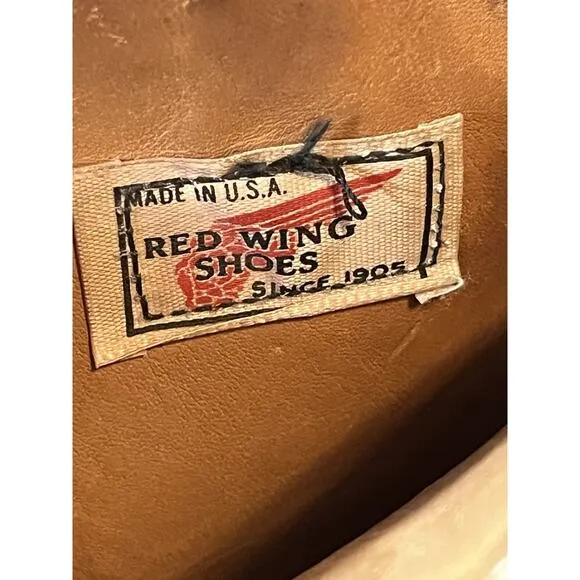 MADE IN U.S.A.
RED WING
SHOES
SINCE 1905